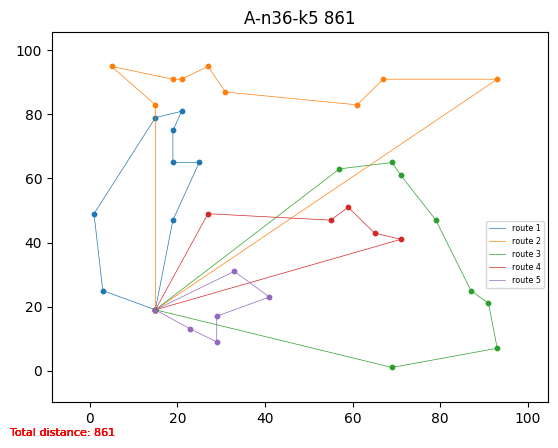 A-n36-k5 861
100
80
60
40
20
0
route 1
route 2
route 3
route 4
route 5
0 20 40 60 80 100
Total distance: 861